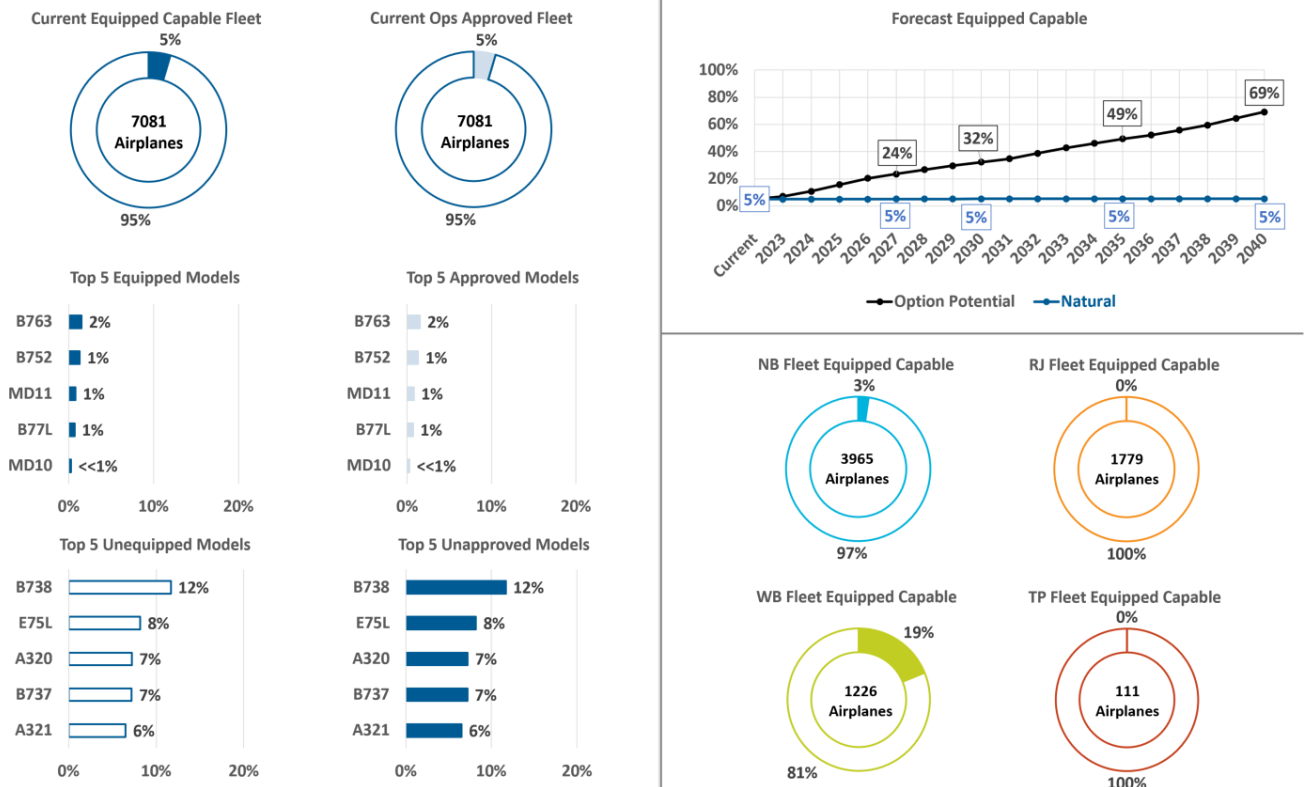 Current Equipped Capable Fleet
5%
7081
Airplanes
95%
Current Ops Approved Fleet
5%
7081
Airplanes
95%
Top 5 Equipped Models
B763 2%
B752 1%
MD11 1%
B77L 1%
MD10 <<1%
0% 10% 20%
Top 5 Approved Models
B763 2%
B752 1%
MD11 1%
B77L 1%
MD10 <<1%
0% 10% 20%
Top 5 Unequipped Models
B738 12%
E75L 8%
A320 7%
B737 7%
A321 6%
0% 10% 20%
Top 5 Unapproved Models
B738 12%
E75L 8%
A320 7%
B737 7%
A321 6%
0% 10% 20%
Forecast Equipped Capable
100%
80%
60%
40%
20%
0%
24%
32%
49%
69%
5%
5%
5%
5%
5%
Current 2023 2024 2025 2026 2027 2028 2029 2030 2031 2032 2033 2034 2035 2036 2037 2038 2039 2040
Option Potential Natural
NB Fleet Equipped Capable
3%
3965
Airplanes
97%
RJ Fleet Equipped Capable
0%
1779
Airplanes
100%
WB Fleet Equipped Capable
19%
1226
Airplanes
81%
TP Fleet Equipped Capable
0%
111
Airplanes
100%